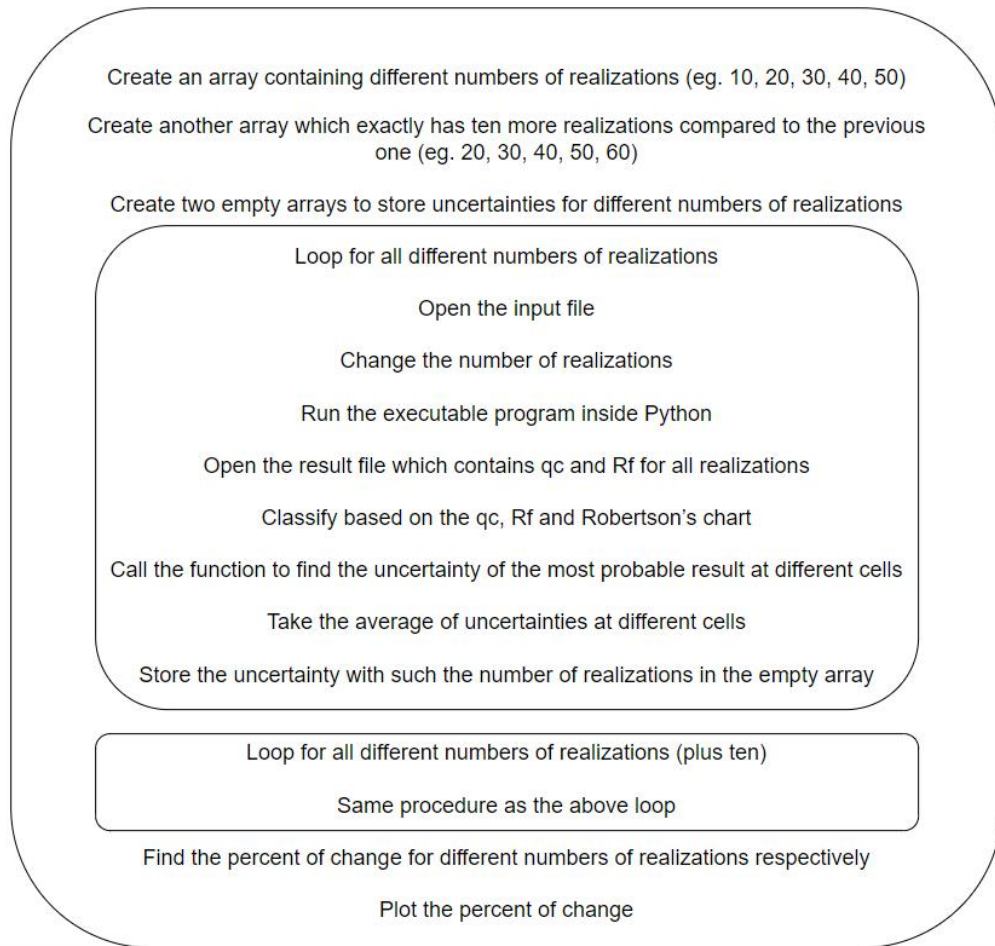 Create an array containing different numbers of realizations (eg. 10, 20, 30, 40, 50)
Create another array which exactly has ten more realizations compared to the previous
one (eg. 20, 30, 40, 50, 60)
Create two empty arrays to store uncertainties for different numbers of realizations
Loop for all different numbers of realizations
Open the input file
Change the number of realizations
Run the executable program inside Python
Open the result file which contains qc and Rf for all realizations
Classify based on the qc, Rf and Robertson’s chart
Call the function to find the uncertainty of the most probable result at different cells
Take the average of uncertainties at different cells
Store the uncertainty with such the number of realizations in the empty array
Loop for all different numbers of realizations (plus ten)
Same procedure as the above loop
Find the percent of change for different numbers of realizations respectively
Plot the percent of change